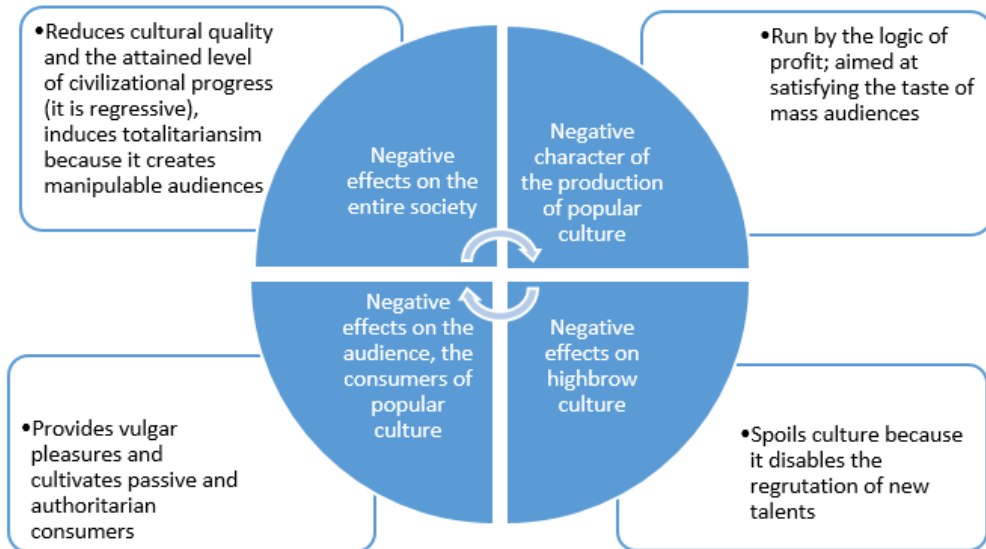 •Reduces cultural quality
and the attained level
of civilizational progress
(it is regressive),
induces totalitariansim
because it creates
manipulable audiences
Negative
effects on the
entire society
Negative
character of
the production
of popular
culture
•Run by the logic of
profit; aimed at
satisfying the taste of
mass audiences
•Provides vulgar
pleasures and
cultivates passive and
authoritarian
consumers
Negative
effects on the
audience, the
consumers of
popular
culture
Negative
effects on
highbrow
culture
•Spoils culture because
it disables the
regrutation of new
talents